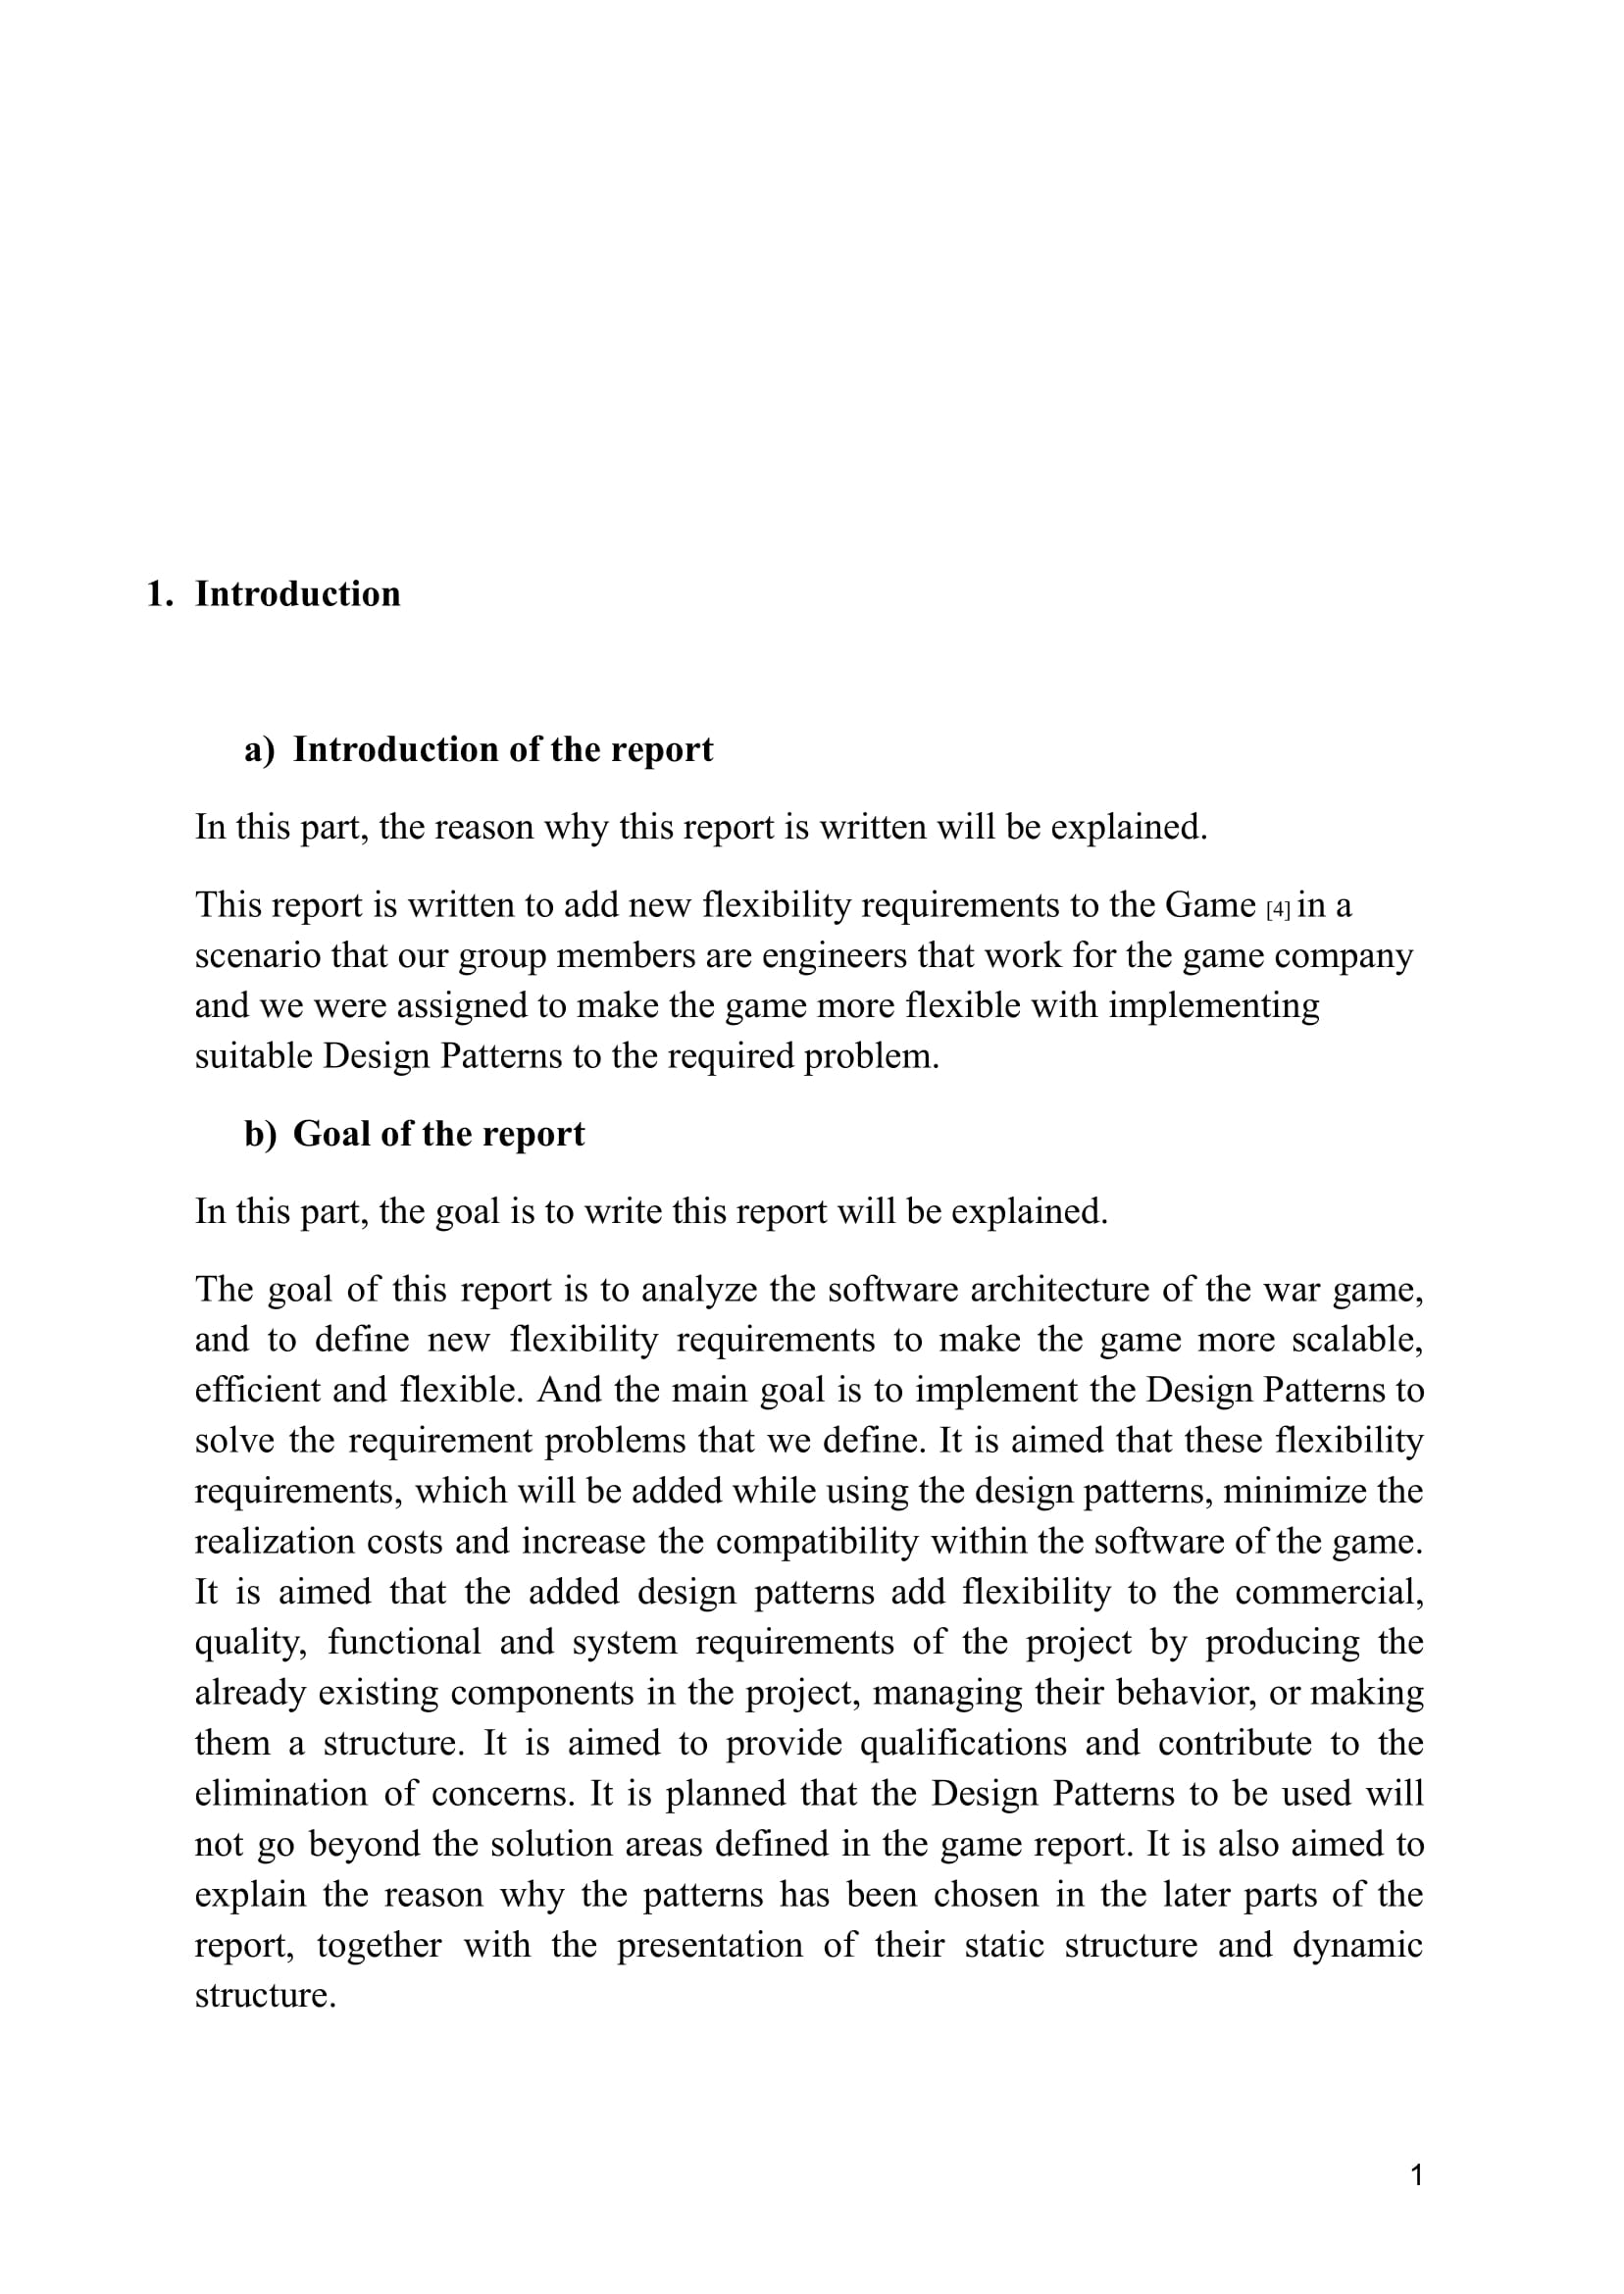 1. Introduction
a) Introduction of the report
In this part, the reason why this report is written will be explained.
This report is written to add new flexibility requirements to the Game [4] in a
scenario that our group members are engineers that work for the game company
and we were assigned to make the game more flexible with implementing
suitable Design Patterns to the required problem.
b) Goal of the report
In this part, the goal is to write this report will be explained.
The goal of this report is to analyze the software architecture of the war game,
and to define new flexibility requirements to make the game more scalable,
efficient and flexible. And the main goal is to implement the Design Patterns to
solve the requirement problems that we define. It is aimed that these flexibility
requirements, which will be added while using the design patterns, minimize the
realization costs and increase the compatibility within the software of the game.
It is aimed that the added design patterns add flexibility to the commercial,
quality, functional and system requirements of the project by producing the
already existing components in the project, managing their behavior, or making
them a structure. It is aimed to provide qualifications and contribute to the
elimination of concerns. It is planned that the Design Patterns to be used will
not go beyond the solution areas defined in the game report. It is also aimed to
explain the reason why the patterns has been chosen in the later parts of the
report, together with the presentation of their static structure and dynamic
structure.
1